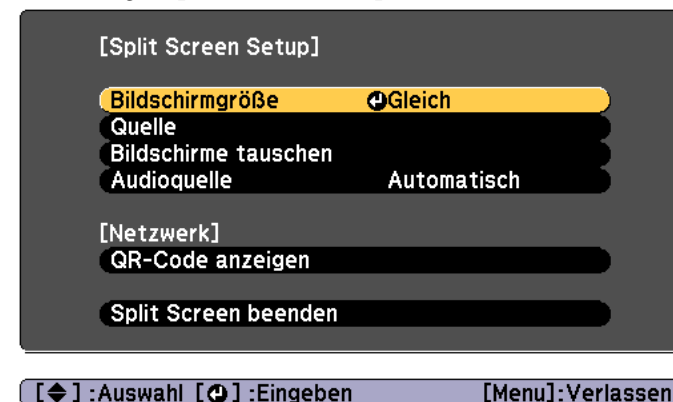 [Split Screen Setup]
Bildschirmgröße ⏎Gleich
Quelle
Bildschirme tauschen
Audioquelle Automatisch
[Netzwerk]
QR-Code anzeigen
Split Screen beenden
[◆] :Auswahl [⏎] :Eingeben [Menu]:Verlassen